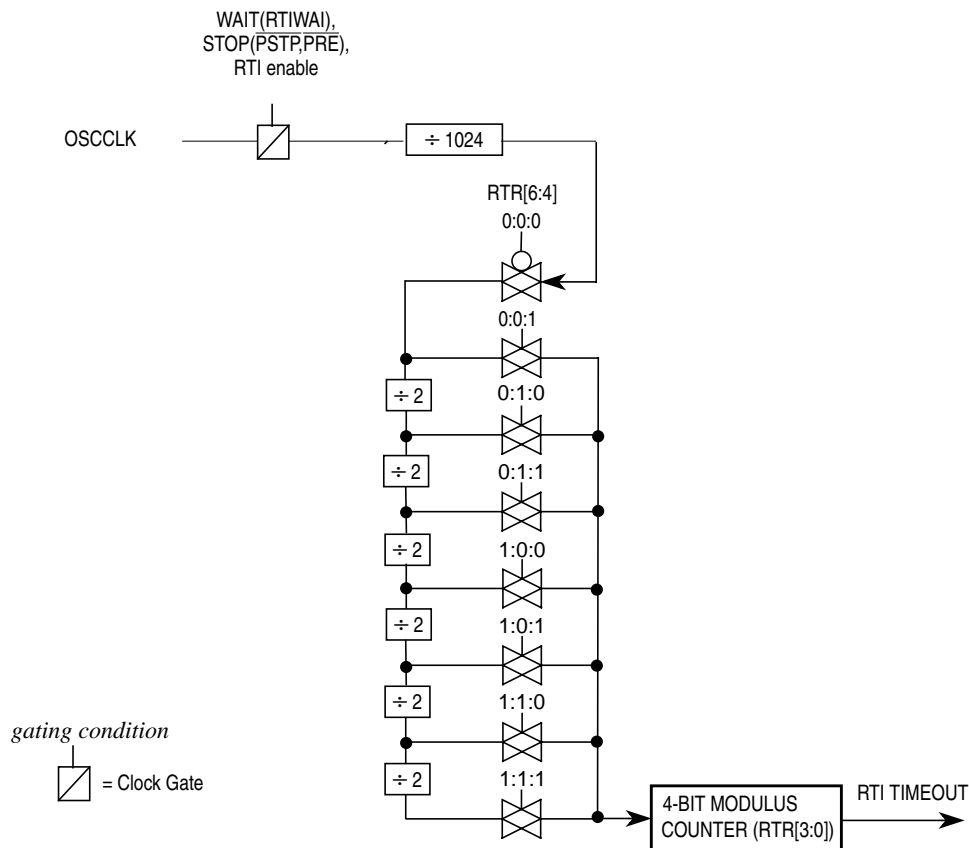 WAIT(RTIWAI),
STOP(PSTP,PRE),
RTI enable
OSCCLK
÷ 1024
RTR[6:4]
0:0:0
0:0:1
÷ 2
0:1:0
÷ 2
0:1:1
÷ 2
1:0:0
÷ 2
1:0:1
÷ 2
1:1:0
÷ 2
1:1:1
gating condition
= Clock Gate
4-BIT MODULUS
COUNTER (RTR[3:0])
RTI TIMEOUT